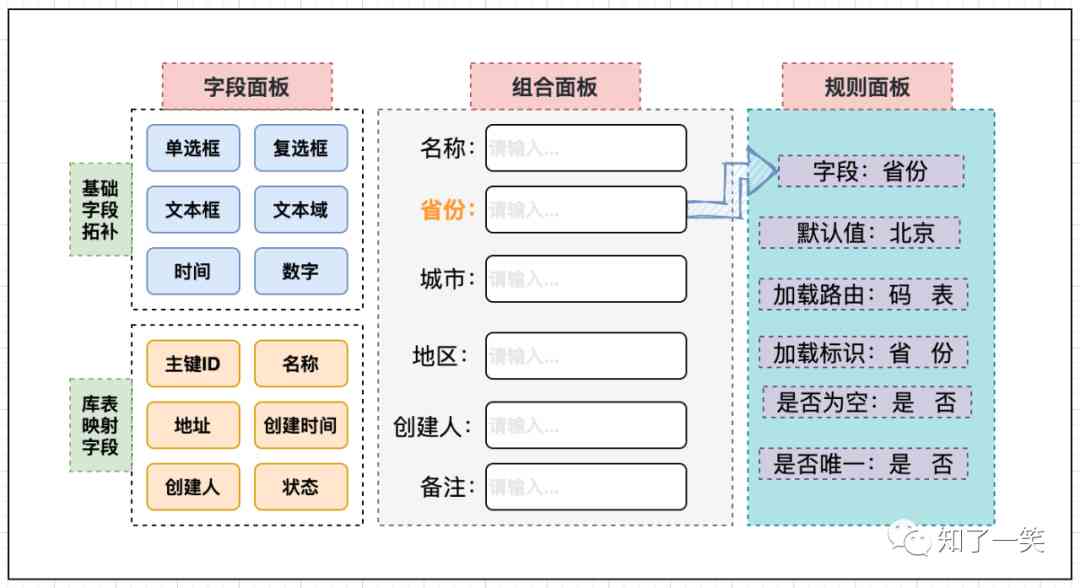 字段面板
基础
字段
拓补
单选框
复选框
文本框
文本域
时间
数字
库表
映射
字段
主键ID
名称
地址
创建时间
创建人
状态
组合面板
名称：请输入...
省份：请输入...
城市：请输入...
地区：请输入...
创建人：请输入...
备注：请输入...
规则面板
字段：省份
默认值：北京
加载路由：码 表
加载标识：省 份
是否为空：是 否
是否唯一：是 否
知了一笑